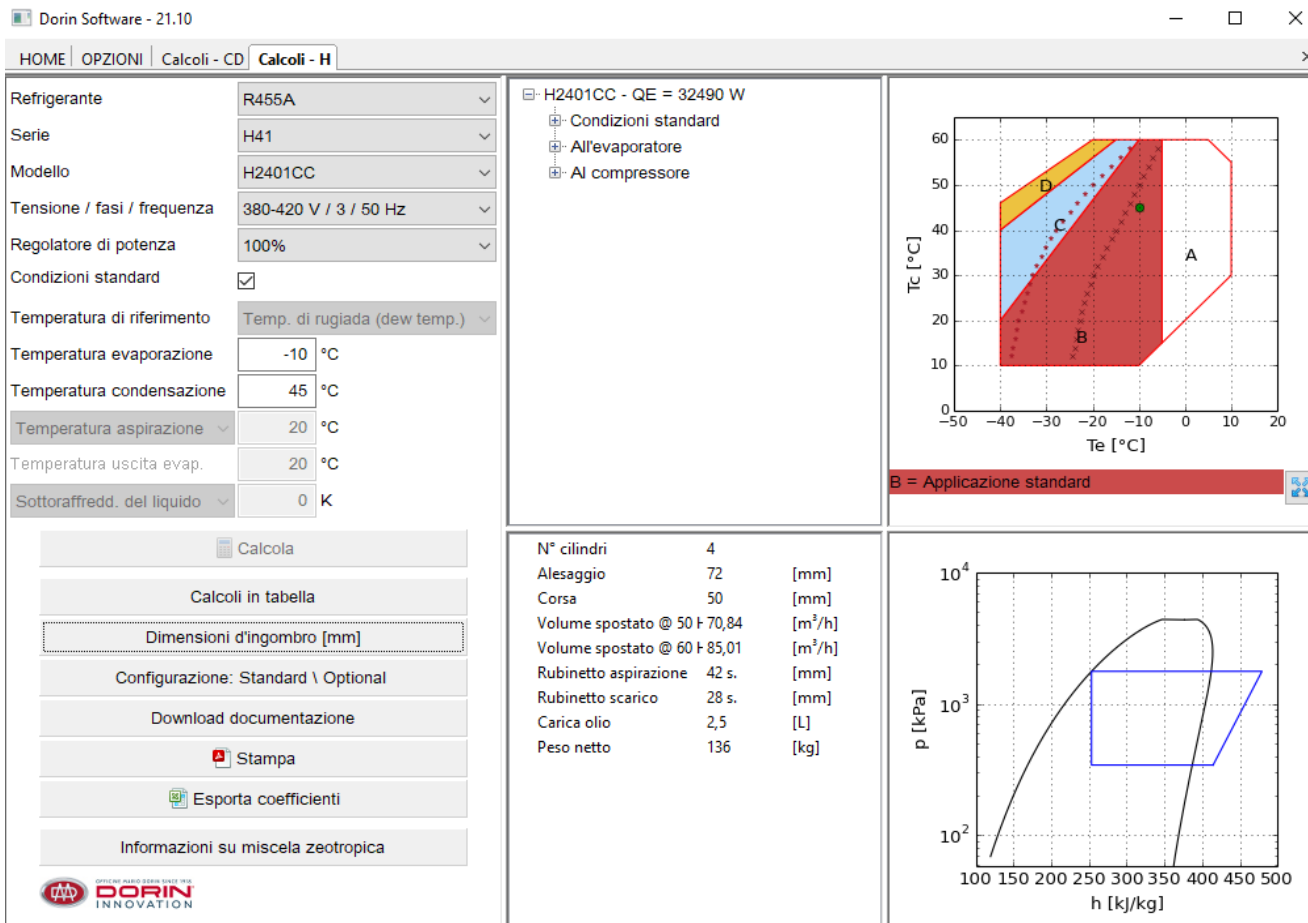 Dorin Software - 21.10
HOME OPZIONI Calcoli - CD Calcoli - H
Refrigerante R455A
Serie H41
Modello H2401CC
Tensione / fasi / frequenza 380-420 V / 3 / 50 Hz
Regolatore di potenza 100%
Condizioni standard
Temperatura di riferimento Temp. di rugiada (dew temp.)
Temperatura evaporazione -10 °C
Temperatura condensazione 45 °C
Temperatura aspirazione 20 °C
Temperatura uscita evap. 20 °C
Sottoraffredd. del liquido 0 K
Calcola
Calcoli in tabella
Dimensioni d'ingombro [mm]
Configurazione: Standard \ Optional
Download documentazione
Stampa
Esporta coefficienti
Informazioni su miscela zeotropica
OFFICINE MARIO DORIN SINCE 1918
DORIN
INNOVATION
H2401CC - QE = 32490 W
Condizioni standard
All'evaporatore
Al compressore
N° cilindri 4
Alesaggio 72 [mm]
Corsa 50 [mm]
Volume spostato @ 50 H 70,84 [m³/h]
Volume spostato @ 60 H 85,01 [m³/h]
Rubinetto aspirazione 42 s. [mm]
Rubinetto scarico 28 s. [mm]
Carica olio 2,5 [L]
Peso netto 136 [kg]
Tc [°C]
60
50
40
30
20
10
0
D
C
A
B
−50 −40 −30 −20 −10 0 10 20
Te [°C]
B = Applicazione standard
p [kPa]
10⁴
10³
10²
100 150 200 250 300 350 400 450 500
h [kJ/kg]